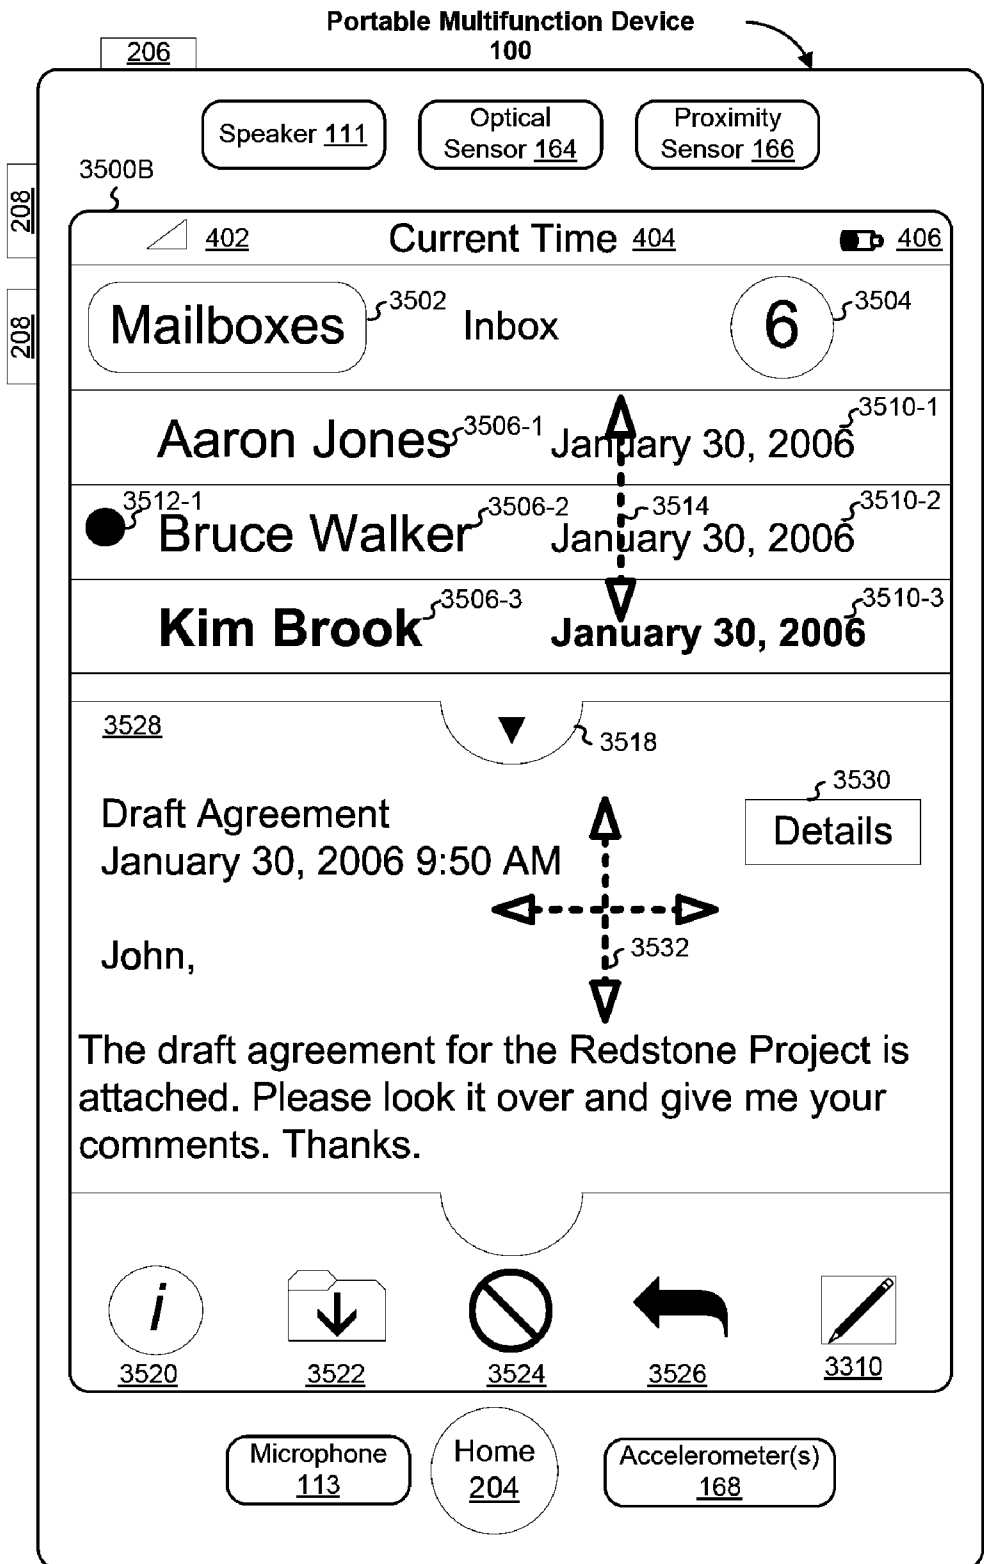 Portable Multifunction Device
100
206
Speaker 111
Optical
Sensor 164
Proximity
Sensor 166
208
3500B
402
Current Time 404
406
208
Mailboxes
3502
Inbox
6
3504
Aaron Jones
3506-1
January 30, 2006
3510-1
3512-1
Bruce Walker
3506-2
January 30, 2006
3514
3510-2
Kim Brook
3506-3
January 30, 2006
3510-3
3528
3518
Draft Agreement
January 30, 2006 9:50 AM
3530
Details
John,
3532
The draft agreement for the Redstone Project is
attached. Please look it over and give me your
comments. Thanks.
i
3520
3522
3524
3526
3310
Microphone
113
Home
204
Accelerometer(s)
168